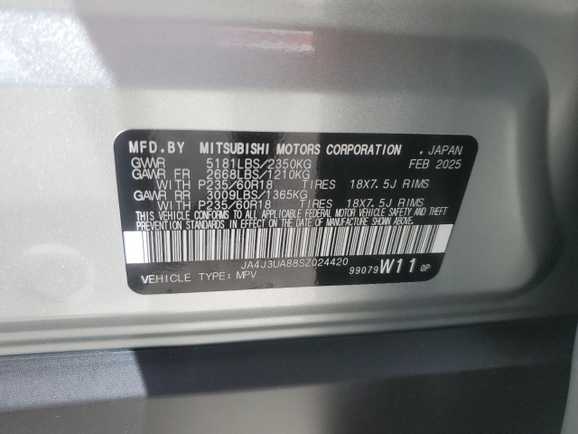 MFD.BY MITSUBISHI MOTORS CORPORATION , JAPAN
GVWR 5181LBS/2350KG FEB 2025
GAWR FR 2668LBS/1210KG
WITH P235/60R18 TIRES 18X7.5J RIMS
GAWR RR 3009LBS/1365KG
WITH P235/60R18 TIRES 18X7.5J RIMS
THIS VEHICLE CONFORMS TO ALL APPLICABLE FEDERAL MOTOR VEHICLE SAFETY AND THEFT
PREVENTION STANDARDS IN EFFECT ON THE DATE OF MANUFACTURE SHOWN ABOVE.
JA4J3UA88SZ024420
VEHICLE TYPE: MPV 99079 W11 0P